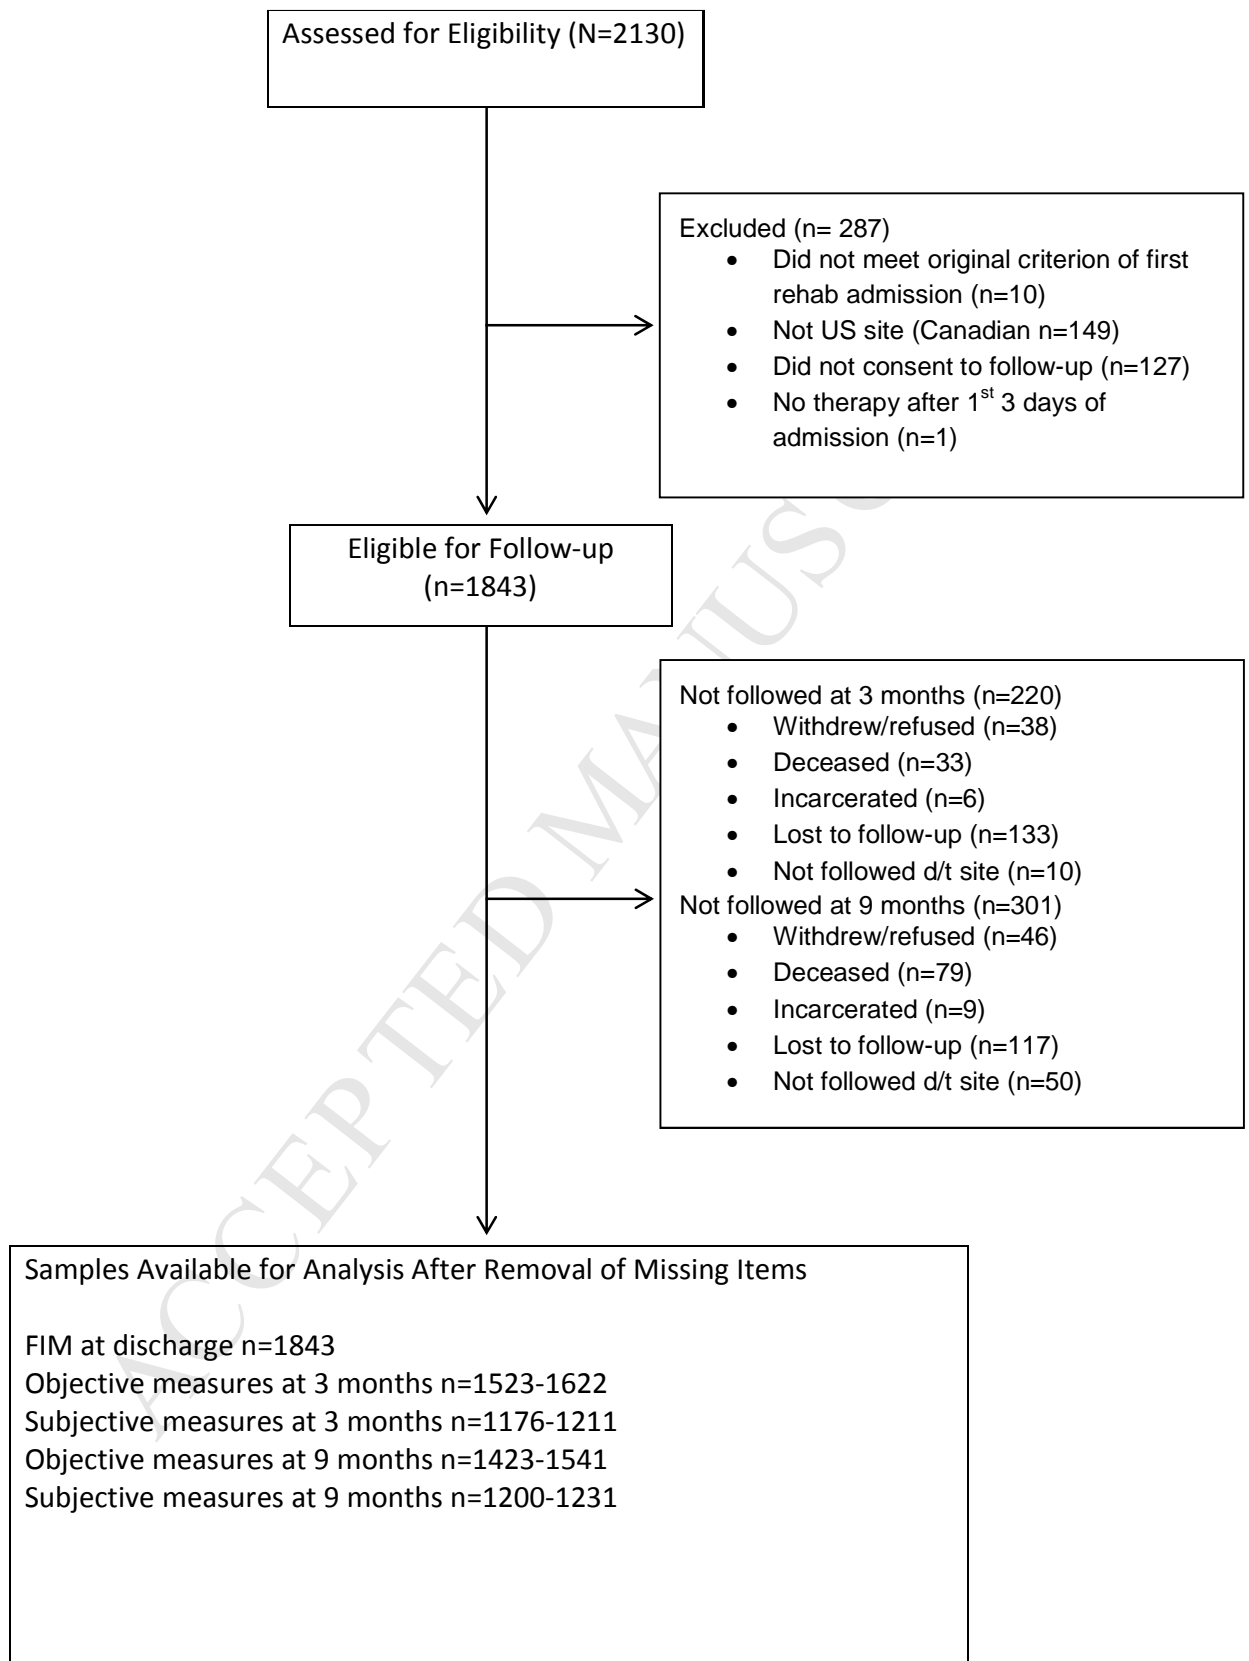 Assessed for Eligibility (N=2130)
Excluded (n= 287)
• Did not meet original criterion of first
rehab admission (n=10)
• Not US site (Canadian n=149)
• Did not consent to follow-up (n=127)
• No therapy after 1st 3 days of
admission (n=1)
Eligible for Follow-up
(n=1843)
Not followed at 3 months (n=220)
• Withdrew/refused (n=38)
• Deceased (n=33)
• Incarcerated (n=6)
• Lost to follow-up (n=133)
• Not followed d/t site (n=10)
Not followed at 9 months (n=301)
• Withdrew/refused (n=46)
• Deceased (n=79)
• Incarcerated (n=9)
• Lost to follow-up (n=117)
• Not followed d/t site (n=50)
Samples Available for Analysis After Removal of Missing Items
FIM at discharge n=1843
Objective measures at 3 months n=1523-1622
Subjective measures at 3 months n=1176-1211
Objective measures at 9 months n=1423-1541
Subjective measures at 9 months n=1200-1231
ACCEPTED MANUSC